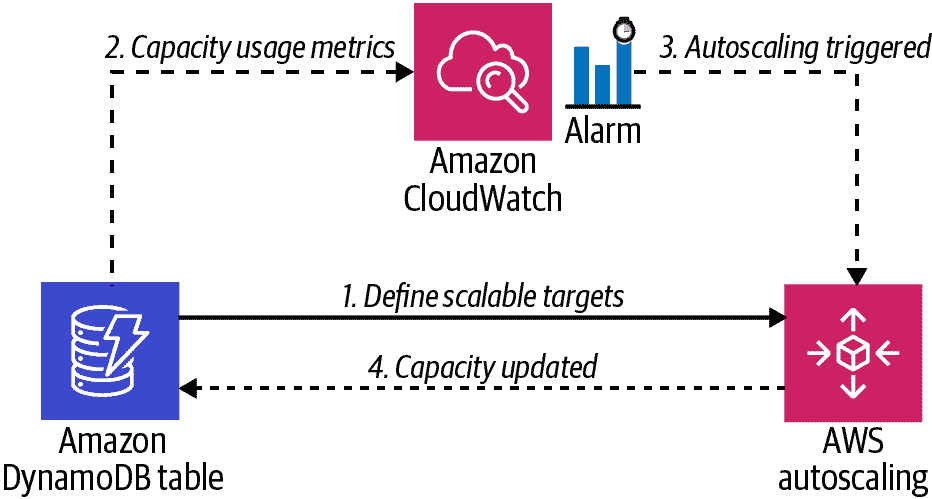 2. Capacity usage metrics
3. Autoscaling triggered
Alarm
Amazon
CloudWatch
1. Define scalable targets
4. Capacity updated
Amazon
DynamoDB table
AWS
autoscaling